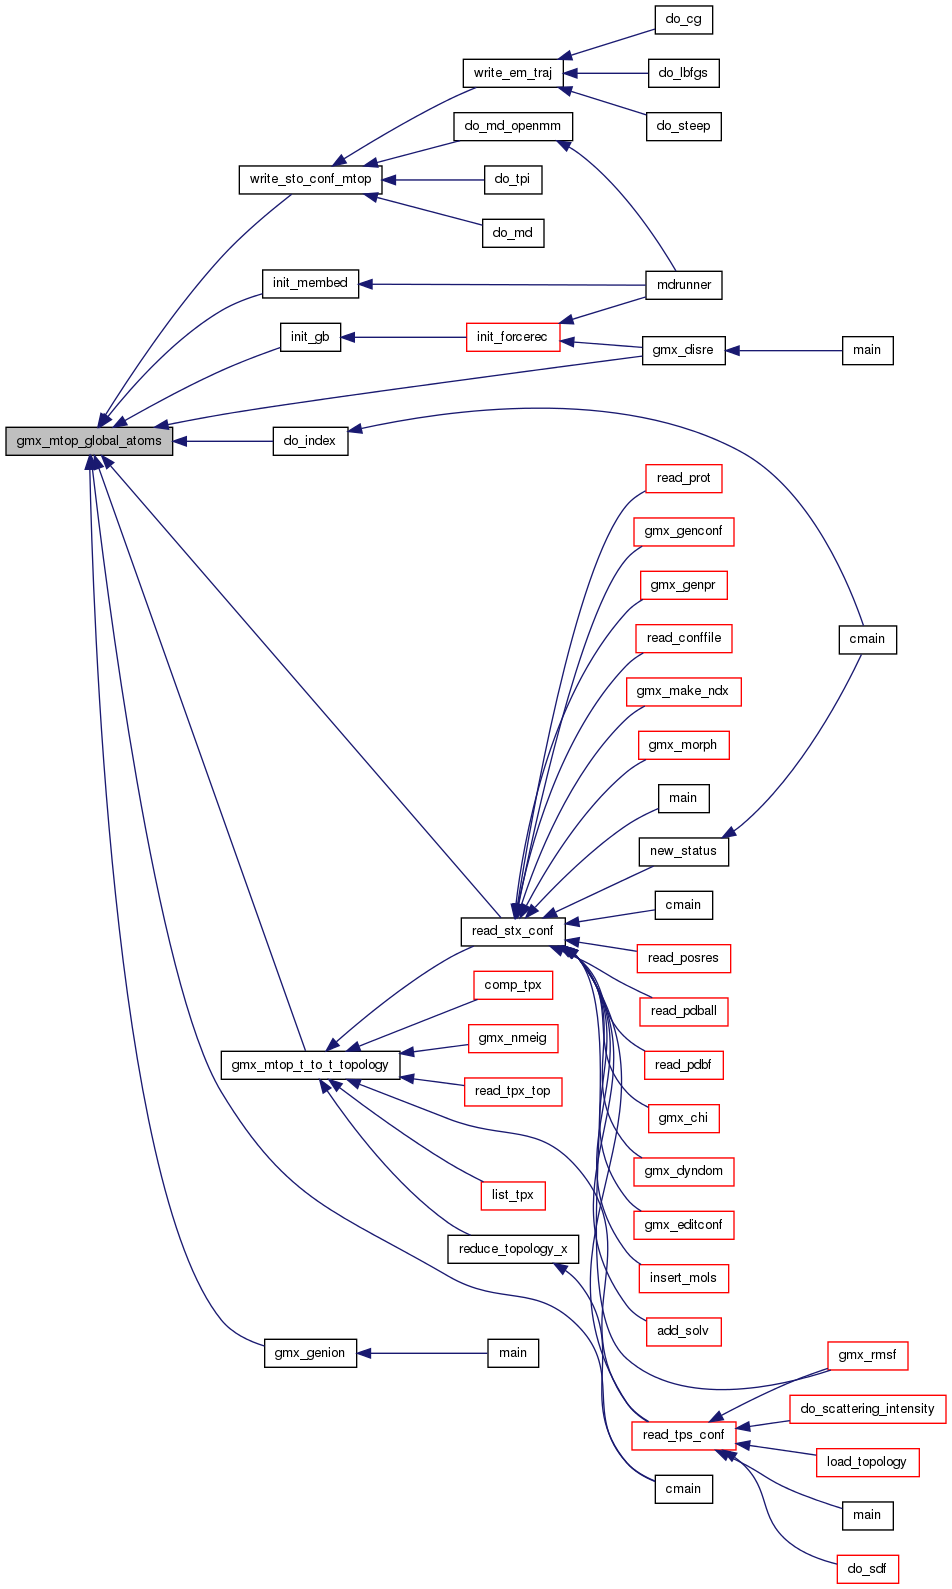 do_cg
write_em_traj
do_lbfgs
do_md_openmm
do_steep
write_sto_conf_mtop
do_tpi
do_md
init_membed
mdrunner
init_gb
init_forcerec
gmx_disre
main
gmx_mtop_global_atoms
do_index
read_prot
gmx_genconf
gmx_genpr
read_conffile
cmain
gmx_make_ndx
gmx_morph
main
new_status
cmain
read_stx_conf
read_posres
comp_tpx
read_pdball
gmx_nmeig
gmx_mtop_t_to_t_topology
read_pdbf
read_tpx_top
gmx_chi
gmx_dyndom
list_tpx
gmx_editconf
reduce_topology_x
insert_mols
add_solv
gmx_genion
main
gmx_rmsf
do_scattering_intensity
read_tps_conf
load_topology
cmain
main
do_sdf